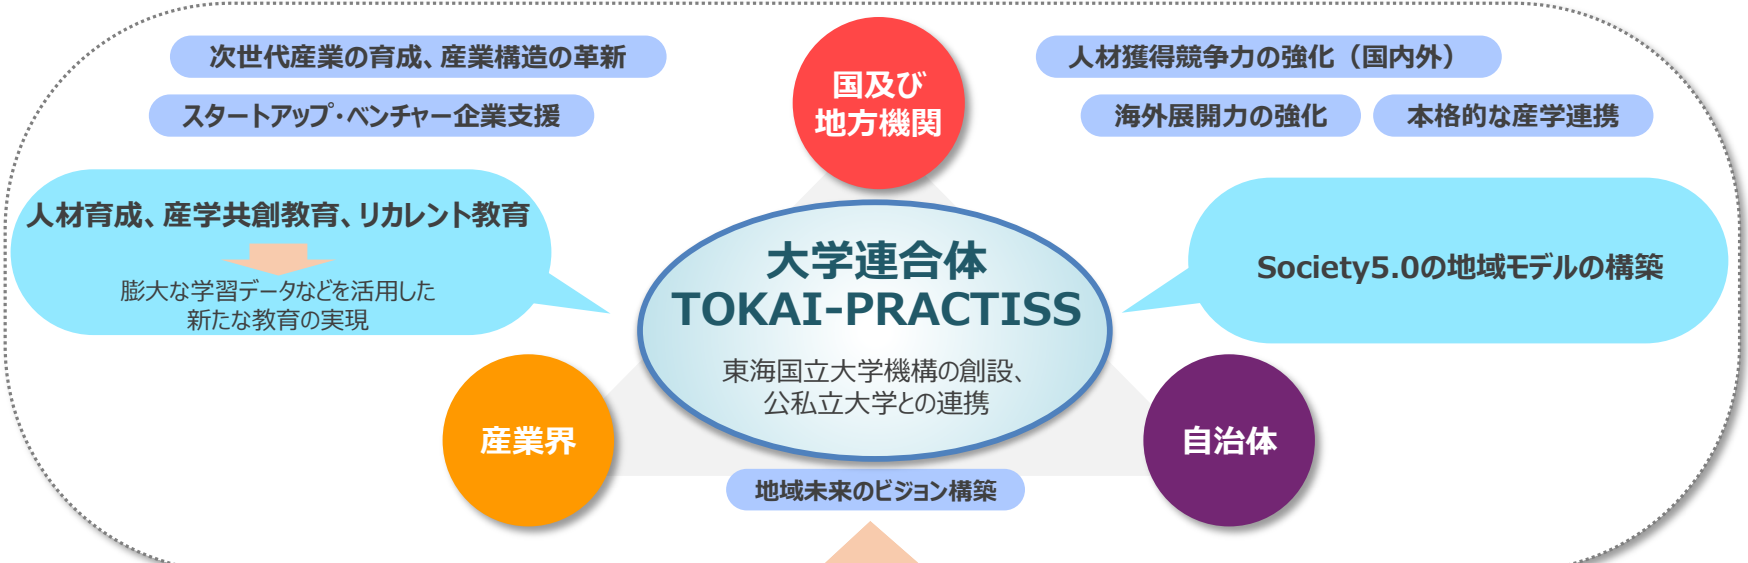 次世代産業の育成、産業構造の革新
スタートアップ・ベンチャー企業支援
国及び
地方機関
人材獲得競争力の強化（国内外）
海外展開力の強化
本格的な産学連携
人材育成、産学共創教育、リカレント教育
膨大な学習データなどを活用した
新たな教育の実現
大学連合体
TOKAI-PRACTISS
東海国立大学機構の創設、
公私立大学との連携
Society5.0の地域モデルの構築
産業界
自治体
地域未来のビジョン構築